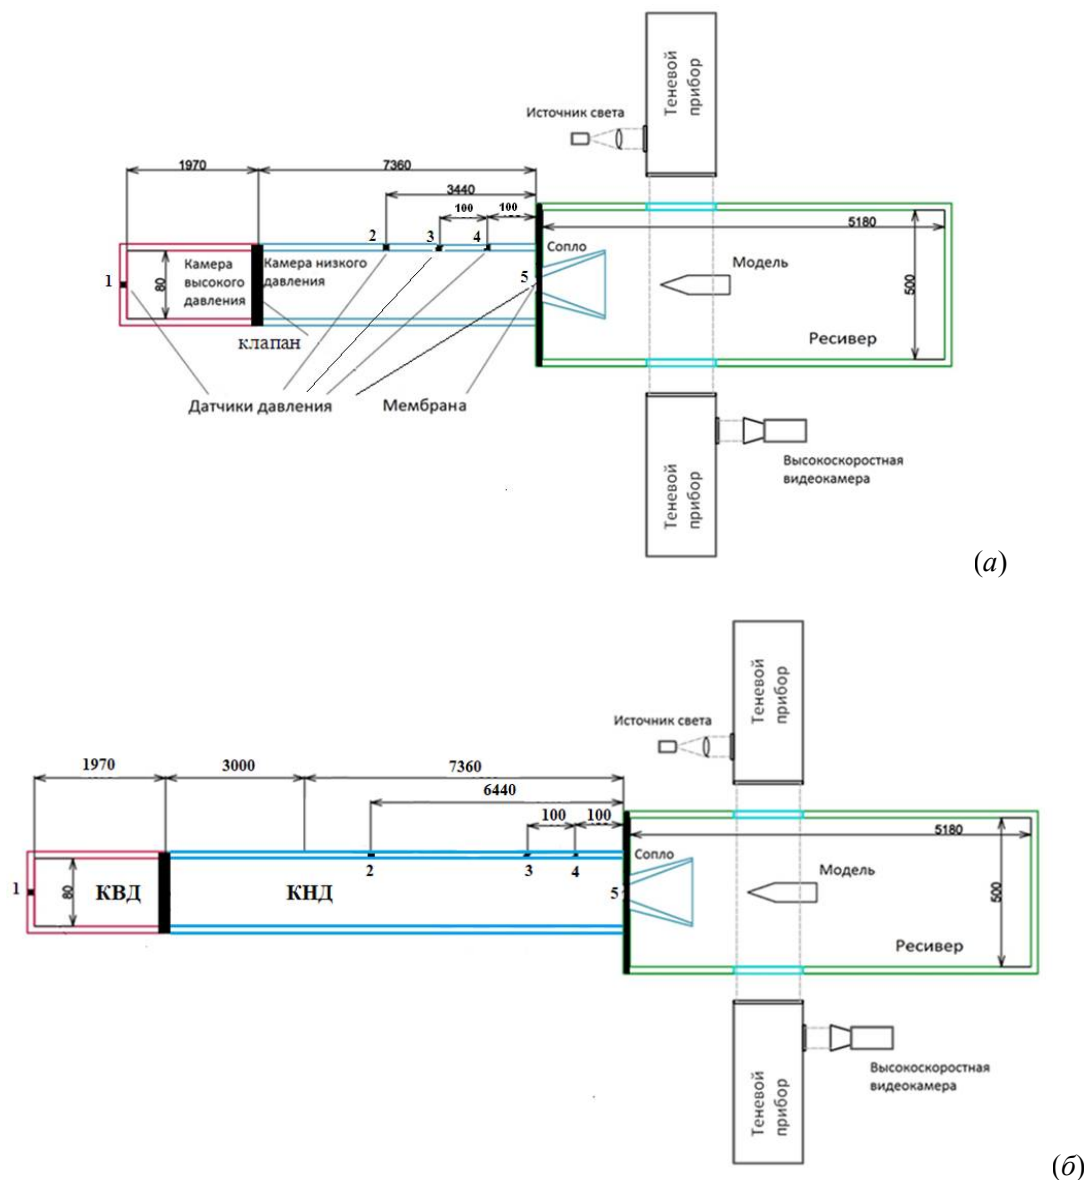 Теневой
прибор
Источник света
1970
7360
3440
100
100
5180
2
3
4
Сопло
1
80
Камера
высокого
давления
Камера низкого
давления
5
Модель
500
клапан
Ресивер
Датчики давления
Мембрана
Теневой
прибор
Высокоскоростная
видеокамера
(а)
Теневой
прибор
Источник света
1970
3000
7360
6440
100
100
5180
2
3
4
Сопло
1
80
КВД
КНД
5
Модель
500
Ресивер
Теневой
прибор
Высокоскоростная
видеокамера
(б)